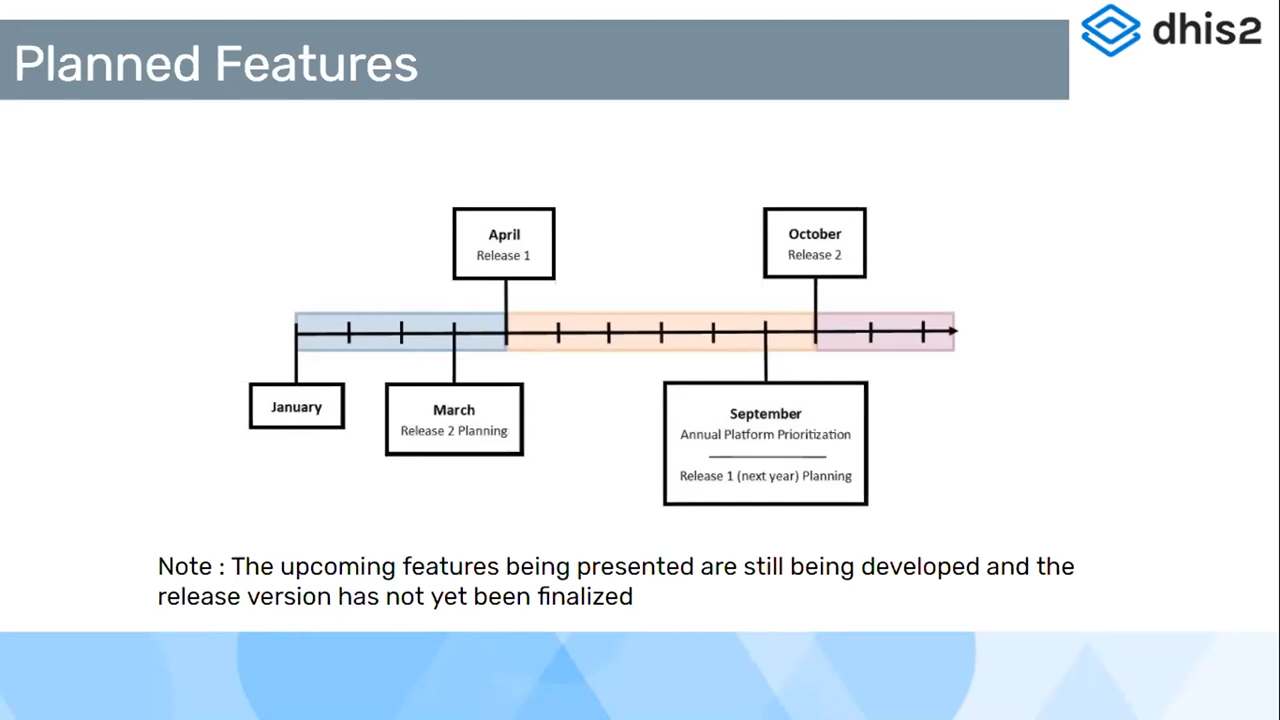 Planned Features
dhis2
April
Release 1
October
Release 2
January
March
Release 2 Planning
September
Annual Platform Prioritization
Release 1 (next year) Planning
Note : The upcoming features being presented are still being developed and the
release version has not yet been finalized